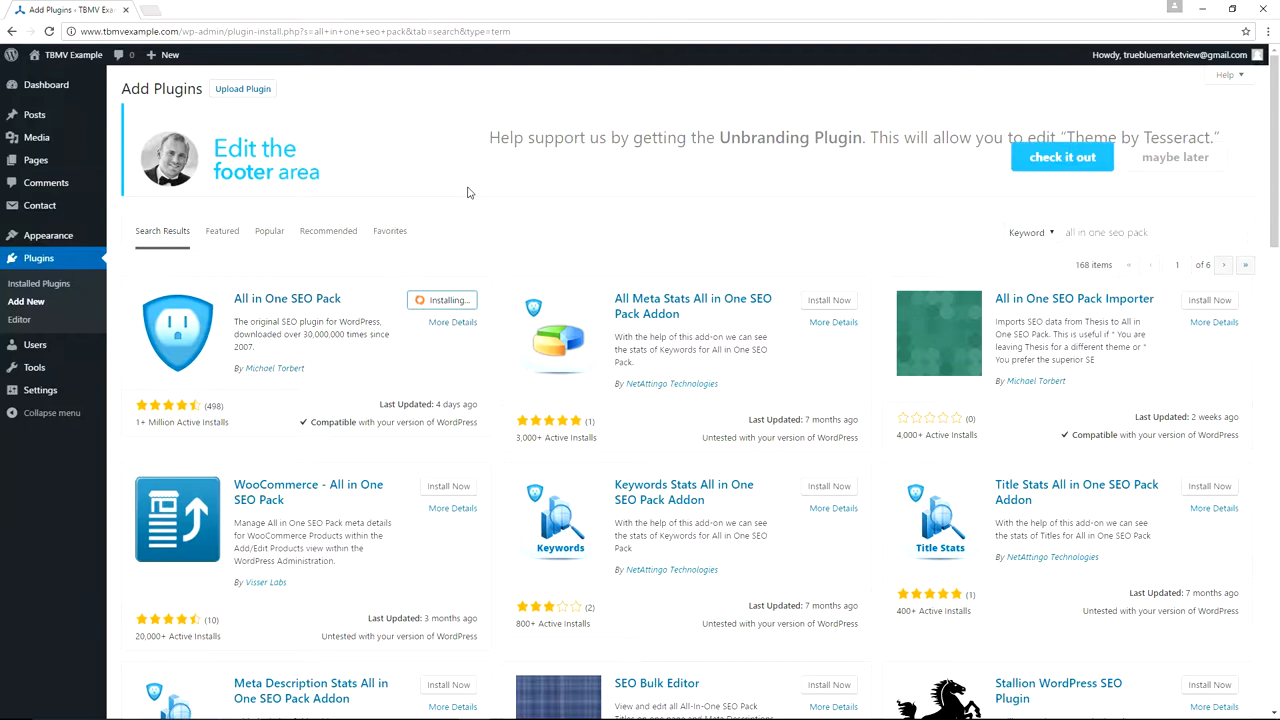 Add Plugins ‹ TBMV Exa
www.tbmvexample.com/wp-admin/plugin-install.php?s=all+in+one+seo+pack&tab=search&type=term
TBMV Example 0 New
Howdy, truebluemarketview@gmail.com
Dashboard
Posts
Media
Pages
Comments
Contact
Appearance
Plugins
Installed Plugins
Add New
Editor
Users
Tools
Settings
Collapse menu
Add Plugins Upload Plugin
Help
Edit the
footer area
Help support us by getting the Unbranding Plugin. This will allow you to edit “Theme by Tesseract.”
check it out maybe later
Search Results Featured Popular Recommended Favorites
Keyword all in one seo pack
168 items « ‹ 1 of 6 › »
All in One SEO Pack
Installing...
More Details
The original SEO plugin for WordPress,
downloaded over 30,000,000 times since
2007.
By Michael Torbert
(498)
1+ Million Active Installs
Last Updated: 4 days ago
Compatible with your version of WordPress
All Meta Stats All in One SEO
Pack Addon
Install Now
More Details
With the help of this add-on we can see
the stats of Keywords for All in One SEO
Pack.
By NetAttingo Technologies
(1)
3,000+ Active Installs
Last Updated: 7 months ago
Untested with your version of WordPress
All in One SEO Pack Importer
Install Now
More Details
Imports SEO data from Thesis to All in
One SEO Pack. This is useful if * You are
leaving Thesis for a different theme or *
You prefer the superior SE
By Michael Torbert
(0)
4,000+ Active Installs
Last Updated: 2 weeks ago
Compatible with your version of WordPress
WooCommerce - All in One
SEO Pack
Install Now
More Details
Manage All in One SEO Pack meta details
for WooCommerce Products within the
Add/Edit Products view within the
WordPress Administration.
By Visser Labs
(10)
20,000+ Active Installs
Last Updated: 3 months ago
Untested with your version of WordPress
Keywords
Keywords Stats All in One
SEO Pack Addon
Install Now
More Details
With the help of this add-on we can see
the stats of Keywords for All in One SEO
Pack
By NetAttingo Technologies
(2)
800+ Active Installs
Last Updated: 7 months ago
Untested with your version of WordPress
Title Stats
Title Stats All in One SEO Pack
Addon
Install Now
More Details
With the help of this add-on we can see
the stats of Titles for All in One SEO Pack
By NetAttingo Technologies
(1)
400+ Active Installs
Last Updated: 7 months ago
Untested with your version of WordPress
Meta Description Stats All in
One SEO Pack Addon
Install Now
More Details
SEO Bulk Editor
Install Now
More Details
View and edit all All-in-One SEO Pack
Titles on one page and Meta Descriptions
Stallion WordPress SEO
Plugin
Install Now
More Details